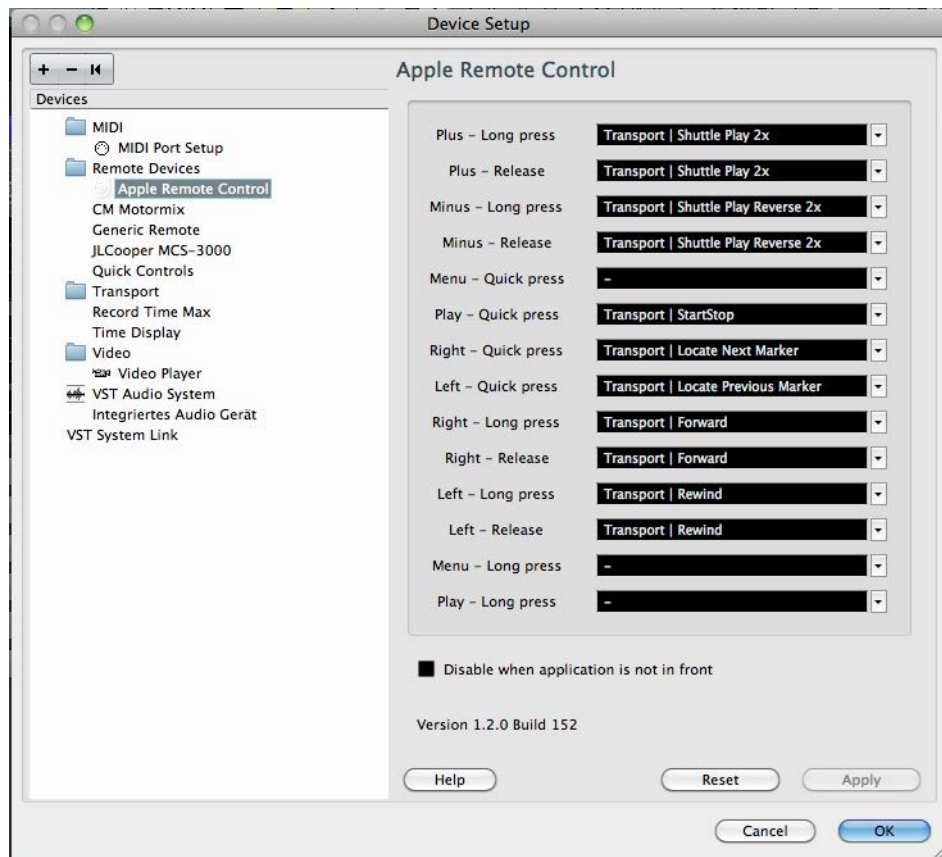 Device Setup
+ −
Devices
MIDI
MIDI Port Setup
Remote Devices
Apple Remote Control
CM Motormix
Generic Remote
JLCooper MCS-3000
Quick Controls
Transport
Record Time Max
Time Display
Video
Video Player
VST Audio System
Integriertes Audio Gerät
VST System Link
Apple Remote Control
Plus – Long press Transport | Shuttle Play 2x
Plus – Release Transport | Shuttle Play 2x
Minus – Long press Transport | Shuttle Play Reverse 2x
Minus – Release Transport | Shuttle Play Reverse 2x
Menu – Quick press –
Play – Quick press Transport | StartStop
Right – Quick press Transport | Locate Next Marker
Left – Quick press Transport | Locate Previous Marker
Right – Long press Transport | Forward
Right – Release Transport | Forward
Left – Long press Transport | Rewind
Left – Release Transport | Rewind
Menu – Long press –
Play – Long press –
Disable when application is not in front
Version 1.2.0 Build 152
Help Reset Apply
Cancel OK